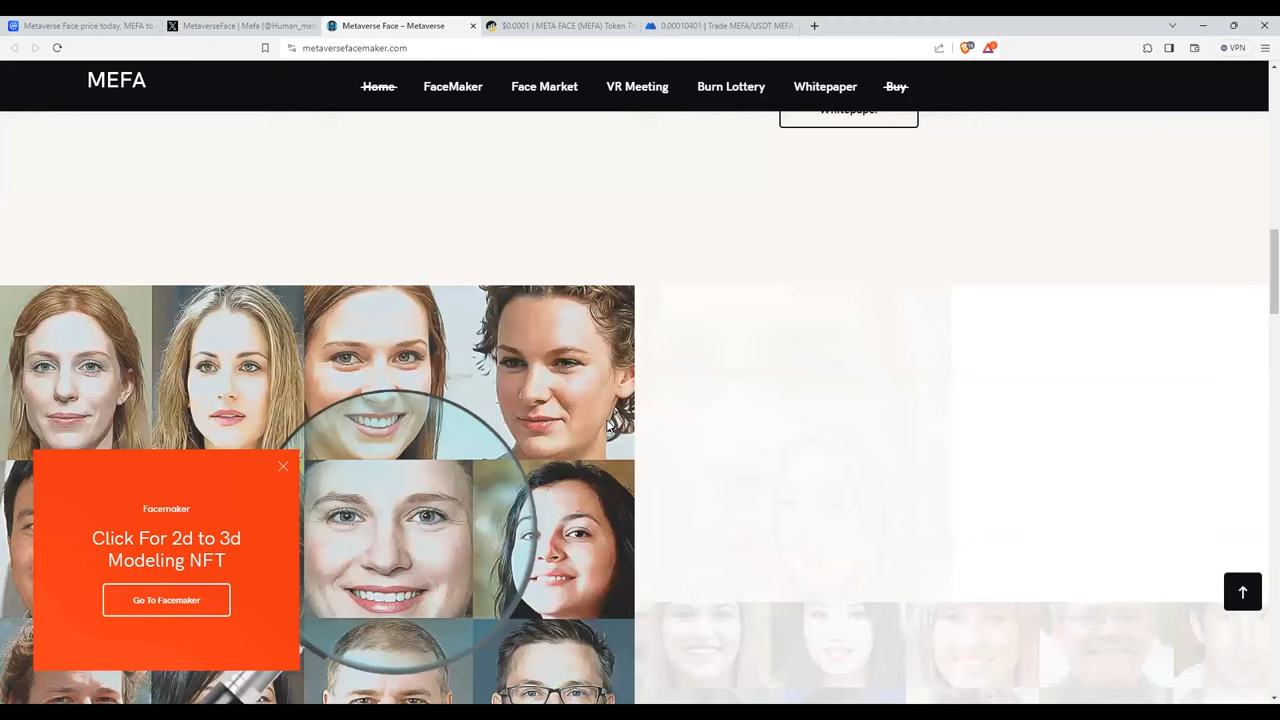 Metaverse Face price today, MEFA to
MetaverseFace | Mefa (@Human_met
Metaverse Face – Metaverse
$0.0001 | META FACE (MEFA) Token T
0.00010401 | Trade MEFA/USDT MEFA
metaversefacemaker.com
15
VPN
MEFA
Home
FaceMaker
Face Market
VR Meeting
Burn Lottery
Whitepaper
Buy
Whitepaper
Facemaker
Click For 2d to 3d
Modeling NFT
Go To Facemaker